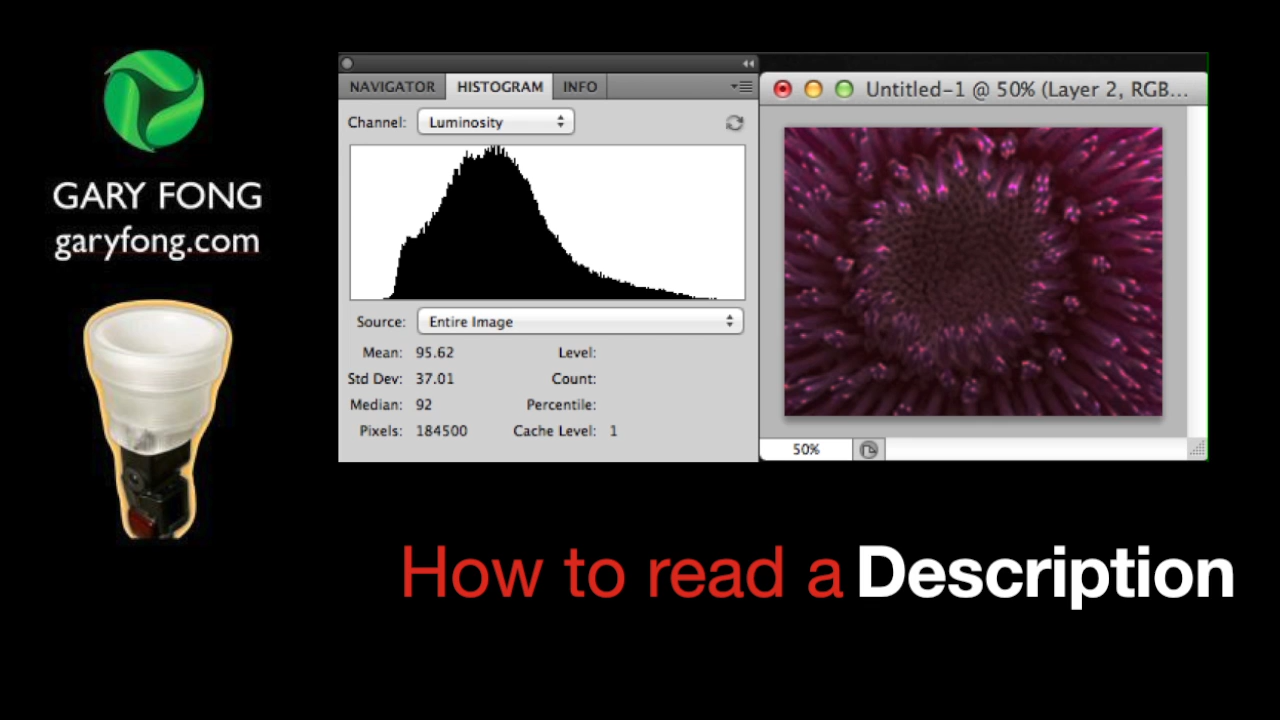 GARY FONG
garyfong.com
NAVIGATOR HISTOGRAM INFO
Channel: Luminosity
Source: Entire Image
Mean: 95.62 Level:
Std Dev: 37.01 Count:
Median: 92 Percentile:
Pixels: 184500 Cache Level: 1
Untitled-1 @ 50% (Layer 2, RGB...
50%
How to read a Description